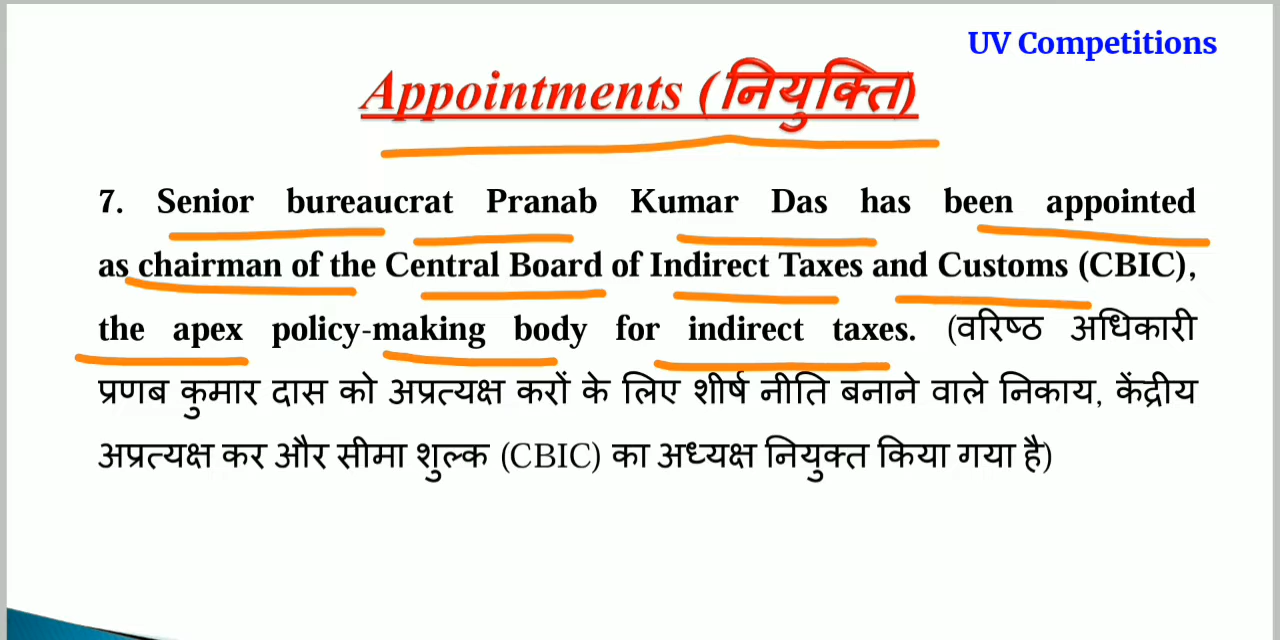 UV Competitions
Appointments (नियुक्ति)
7. Senior bureaucrat Pranab Kumar Das has been appointed
as chairman of the Central Board of Indirect Taxes and Customs (CBIC),
the apex policy-making body for indirect taxes. (वरिष्ठ अधिकारी
प्रणब कुमार दास को अप्रत्यक्ष करों के लिए शीर्ष नीति बनाने वाले निकाय, केंद्रीय
अप्रत्यक्ष कर और सीमा शुल्क (CBIC) का अध्यक्ष नियुक्त किया गया है)